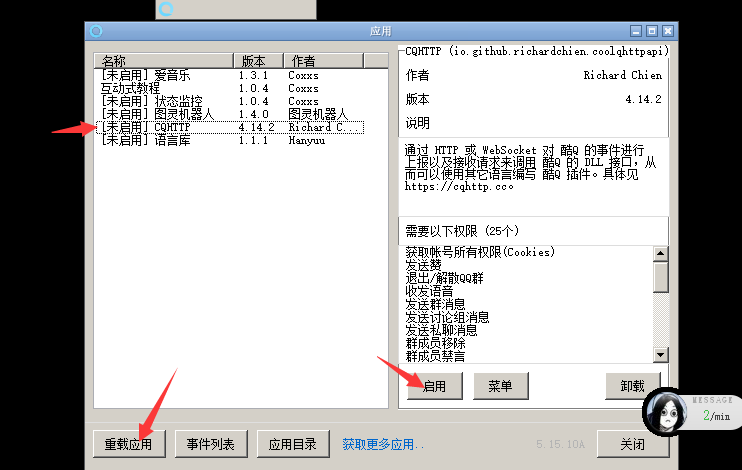 应用
名称 版本 作者
[未启用] 爱音乐 1.3.1 Coxxs
互动式教程 1.0.4 Coxxs
[未启用] 状态监控 1.0.4 Coxxs
[未启用] 图灵机器人 1.4.0 图灵机器人
[未启用] CQHTTP 4.14.2 Richard C...
[未启用] 语言库 1.1.1 Hanyuu
CQHTTP (io.github.richardchien.coolqhttpapi)
作者 Richard Chien
版本 4.14.2
说明
通过 HTTP 或 WebSocket 对 酷Q 的事件进行
上报以及接收请求来调用 酷Q 的 DLL 接口，从
而可以使用其它语言编写 酷Q 插件。具体见
https://cqhttp.cc。
需要以下权限 (25个)
获取帐号所有权限(Cookies)
发送赞
退出/解散QQ群
收发语音
发送群消息
发送讨论组消息
发送私聊消息
群成员移除
群成员禁言
启用 菜单 卸载
MESSAGE
2/min
重载应用 事件列表 应用目录 获取更多应用.. 5.15.10A 关闭